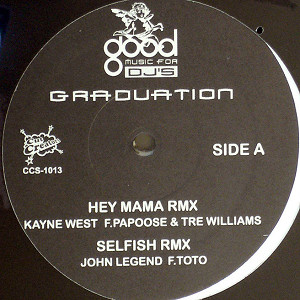 good
MUSIC FOR
DJ'S
GRADUATION
SIDE A
CCS-1013
HEY MAMA RMX
KAYNE WEST F.PAPOOSE & TRE WILLIAMS
SELFISH RMX
JOHN LEGEND F.TOTO